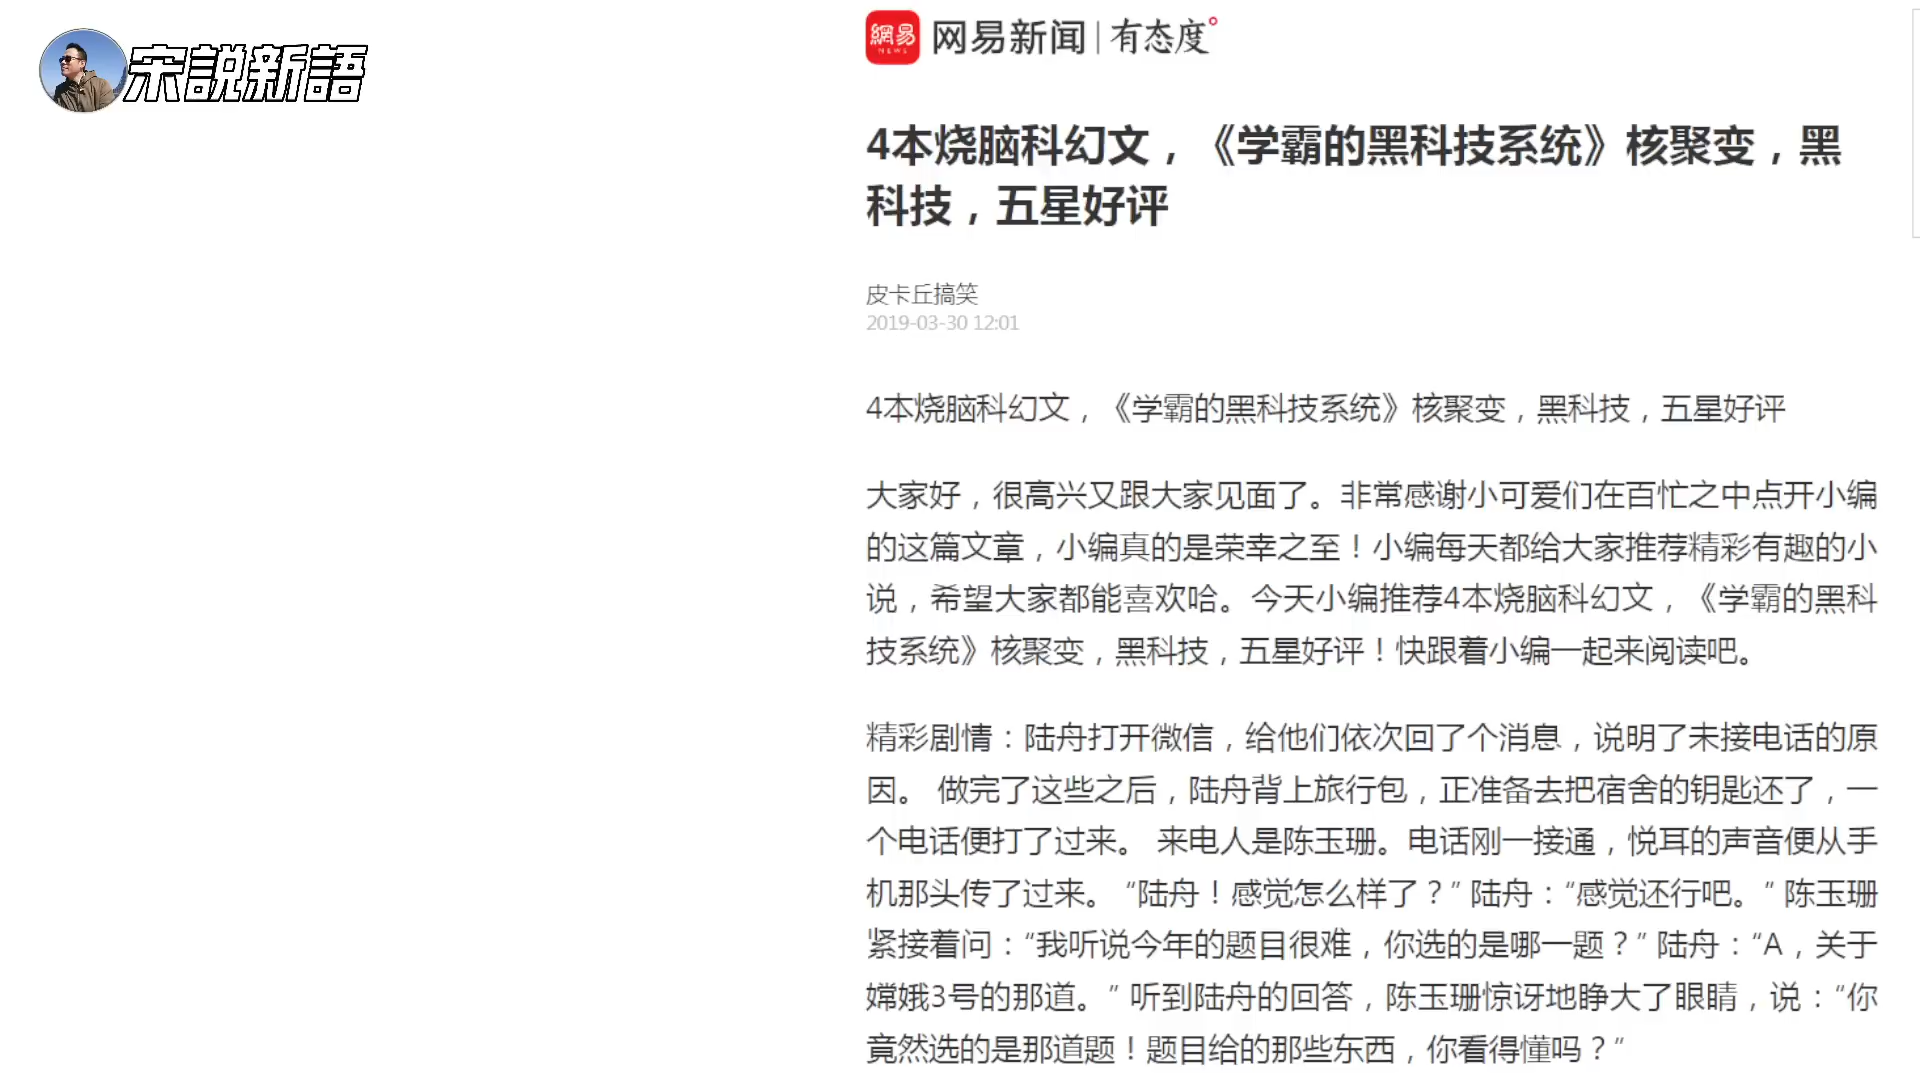 宋説新語
網易
NEWS
网易新闻|有态度°
4本烧脑科幻文，《学霸的黑科技系统》核聚变，黑
科技，五星好评
皮卡丘搞笑
2019-03-30 12:01
4本烧脑科幻文，《学霸的黑科技系统》核聚变，黑科技，五星好评
大家好，很高兴又跟大家见面了。非常感谢小可爱们在百忙之中点开小编
的这篇文章，小编真的是荣幸之至！小编每天都给大家推荐精彩有趣的小
说，希望大家都能喜欢哈。今天小编推荐4本烧脑科幻文，《学霸的黑科
技系统》核聚变，黑科技，五星好评！快跟着小编一起来阅读吧。
精彩剧情：陆舟打开微信，给他们依次回了个消息，说明了未接电话的原
因。 做完了这些之后，陆舟背上旅行包，正准备去把宿舍的钥匙还了，一
个电话便打了过来。 来电人是陈玉珊。电话刚一接通，悦耳的声音便从手
机那头传了过来。“陆舟！感觉怎么样了？”陆舟：“感觉还行吧。”陈玉珊
紧接着问：“我听说今年的题目很难，你选的是哪一题？”陆舟：“A，关于
嫦娥3号的那道。”听到陆舟的回答，陈玉珊惊讶地睁大了眼睛，说：“你
竟然选的是那道题！题目给的那些东西，你看得懂吗？”